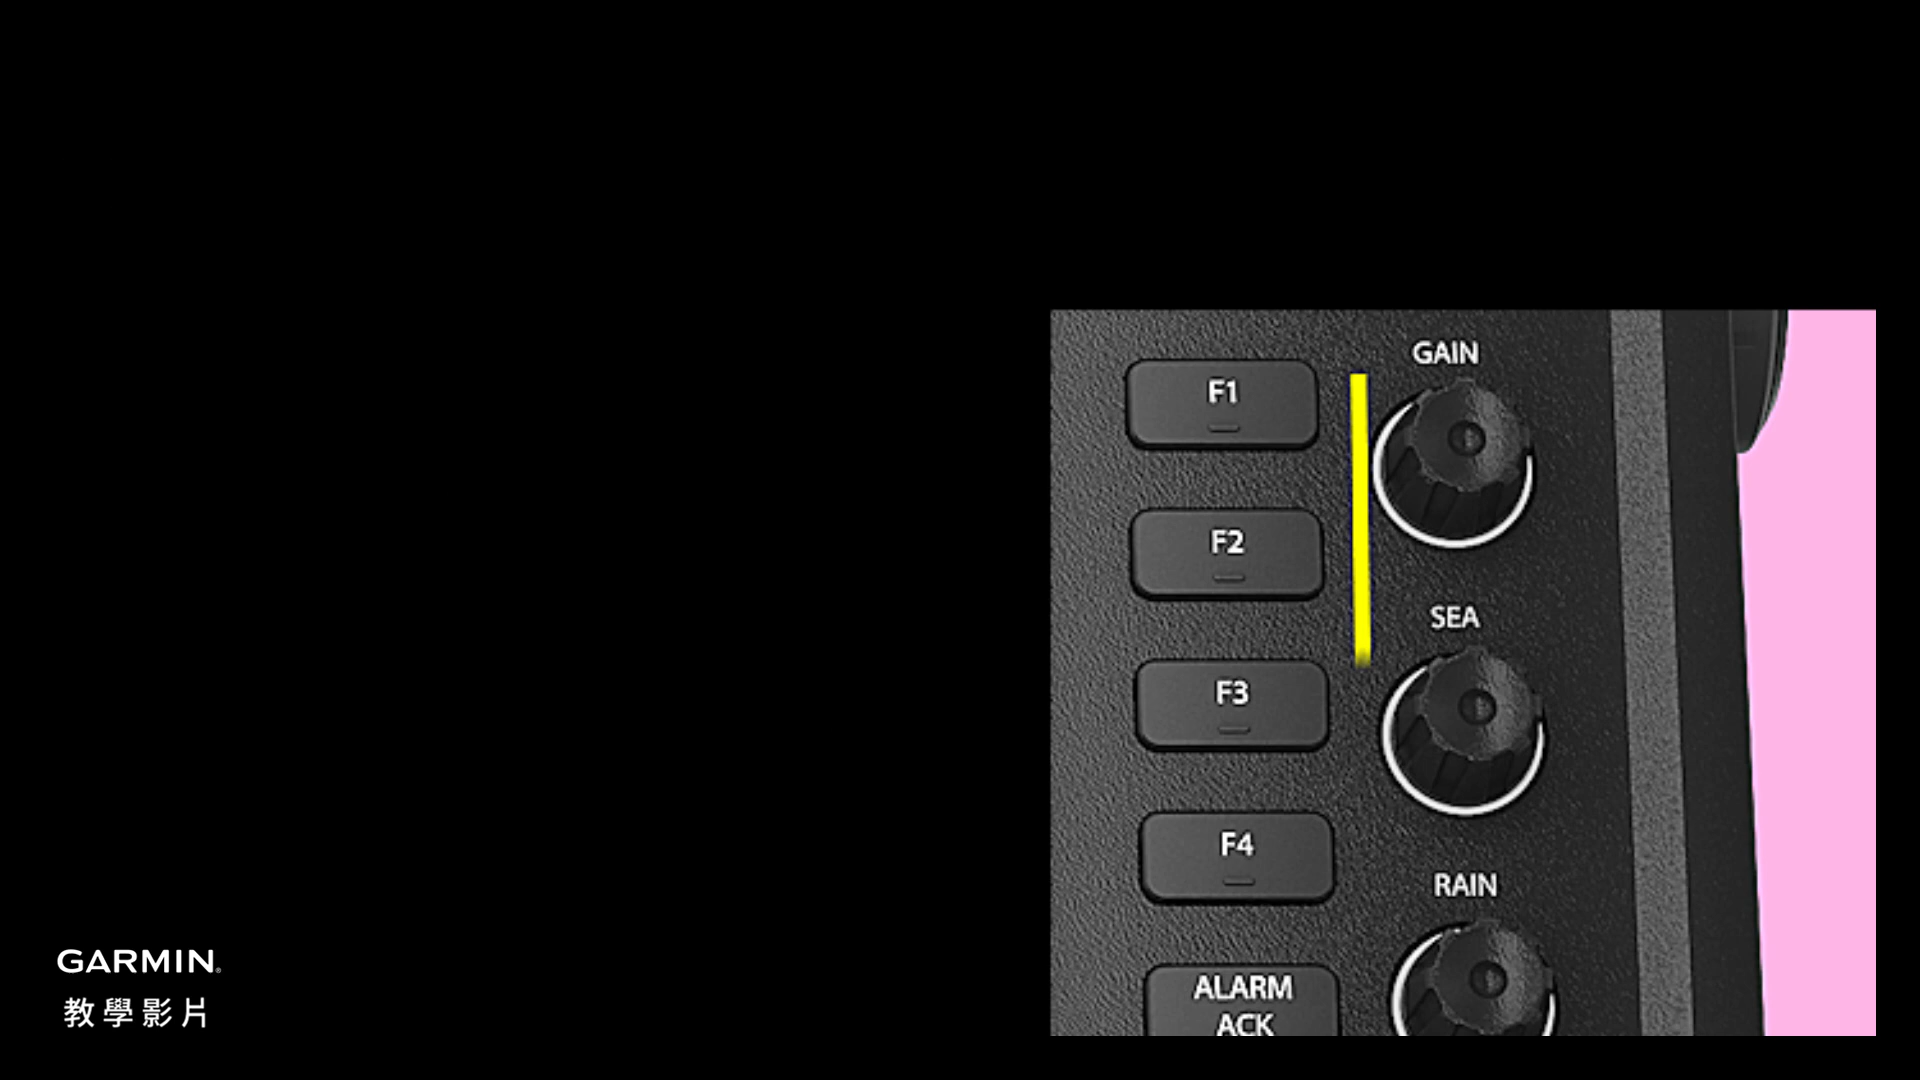 GAIN
F1
F2
SEA
F3
F4
RAIN
ALARM
ACK
GARMIN®
教學影片